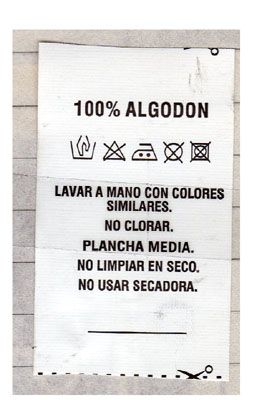 100% ALGODON
LAVAR A MANO CON COLORES
SIMILARES.
NO CLORAR.
PLANCHA MEDIA.
NO LIMPIAR EN SECO.
NO USAR SECADORA.